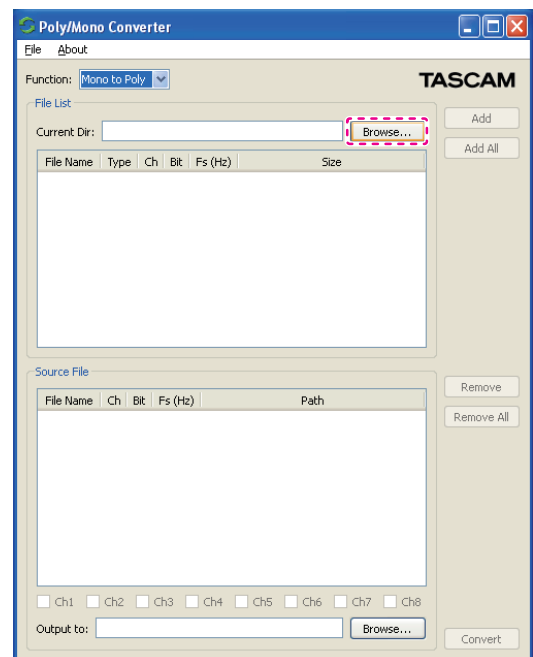 Poly/Mono Converter
File About
Function: Mono to Poly
TASCAM
File List
Current Dir: Browse...
Add
Add All
File Name Type Ch Bit Fs (Hz) Size
Source File
File Name Ch Bit Fs (Hz) Path
Remove
Remove All
Ch1 Ch2 Ch3 Ch4 Ch5 Ch6 Ch7 Ch8
Output to: Browse...
Convert